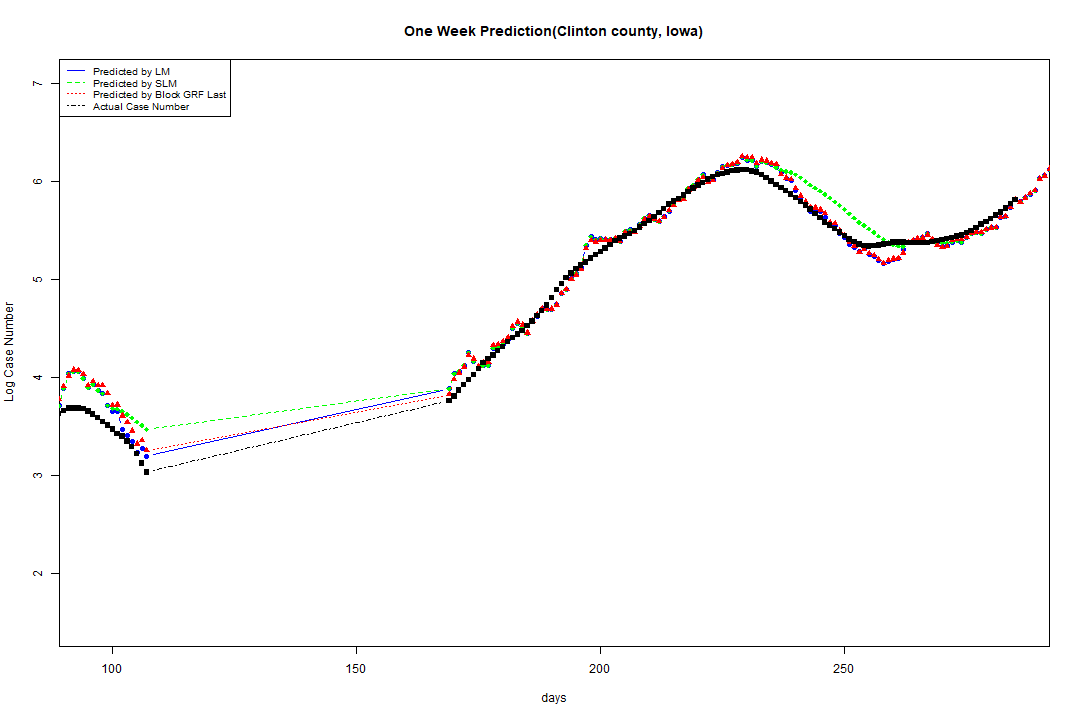 One Week Prediction(Clinton county, Iowa)
Predicted by LM
Predicted by SLM
Predicted by Block GRF Last
Actual Case Number
7
6
5
4
3
2
Log Case Number
100 150 200 250
days